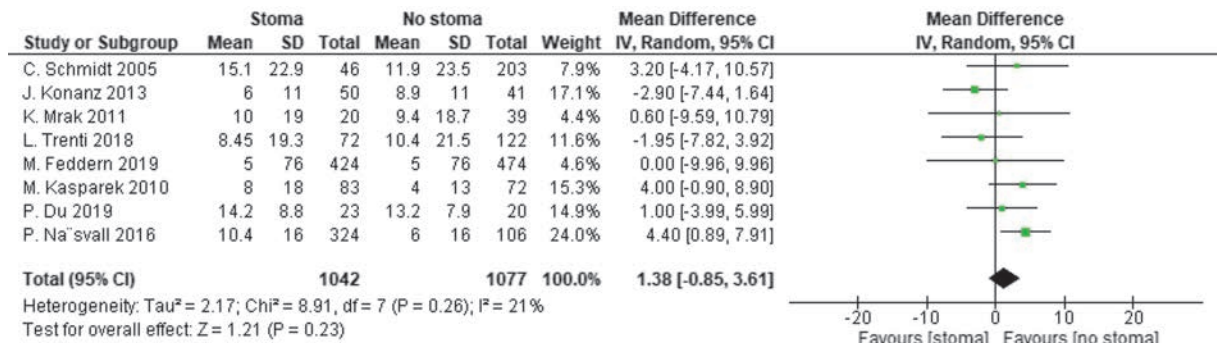 Stoma No stoma Mean Difference Mean Difference
Study or Subgroup Mean SD Total Mean SD Total Weight IV, Random, 95% CI IV, Random, 95% CI
C. Schmidt 2005 15.1 22.9 46 11.9 23.5 203 7.9% 3.20 [-4.17, 10.57]
J. Konanz 2013 6 11 50 8.9 11 41 17.1% -2.90 [-7.44, 1.64]
K. Mrak 2011 10 19 20 9.4 18.7 39 4.4% 0.60 [-9.59, 10.79]
L. Trenti 2018 8.45 19.3 72 10.4 21.5 122 11.6% -1.95 [-7.82, 3.92]
M. Feddern 2019 5 76 424 5 76 474 4.6% 0.00 [-9.96, 9.96]
M. Kasparek 2010 8 18 83 4 13 72 15.3% 4.00 [-0.90, 8.90]
P. Du 2019 14.2 8.8 23 13.2 7.9 20 14.9% 1.00 [-3.99, 5.99]
P. Na¨svall 2016 10.4 16 324 6 16 106 24.0% 4.40 [0.89, 7.91]
Total (95% CI) 1042 1077 100.0% 1.38 [-0.85, 3.61]
Heterogeneity: Tau² = 2.17; Chi² = 8.91, df = 7 (P = 0.26); I² = 21%
Test for overall effect: Z = 1.21 (P = 0.23)
-20 -10 0 10 20
Favours [stoma] Favours [no stoma]